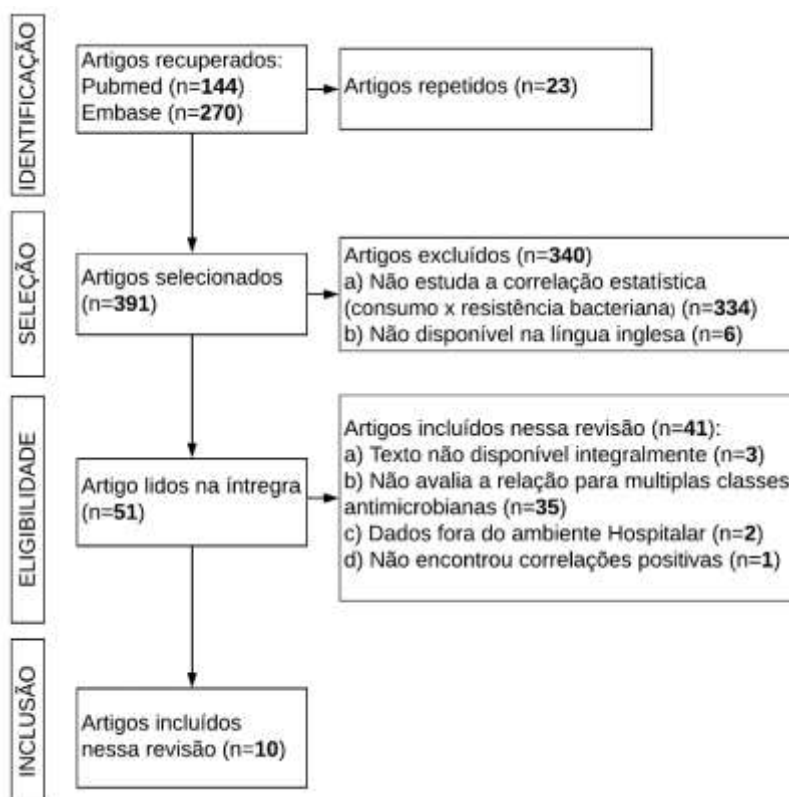 IDENTIFICAÇÃO
Artigos recuperados:
Pubmed (n=144)
Embase (n=270)
Artigos repetidos (n=23)
SELEÇÃO
Artigos selecionados
(n=391)
Artigos excluídos (n=340)
a) Não estuda a correlação estatística
(consumo x resistência bacteriana) (n=334)
b) Não disponível na língua inglesa (n=6)
ELIGIBILIDADE
Artigo lidos na íntregra
(n=51)
Artigos incluídos nessa revisão (n=41):
a) Texto não disponível integralmente (n=3)
b) Não avalia a relação para multiplas classes
antimicrobianas (n=35)
c) Dados fora do ambiente Hospitalar (n=2)
d) Não encontrou correlações positivas (n=1)
INCLUSÃO
Artigos incluídos
nessa revisão (n=10)